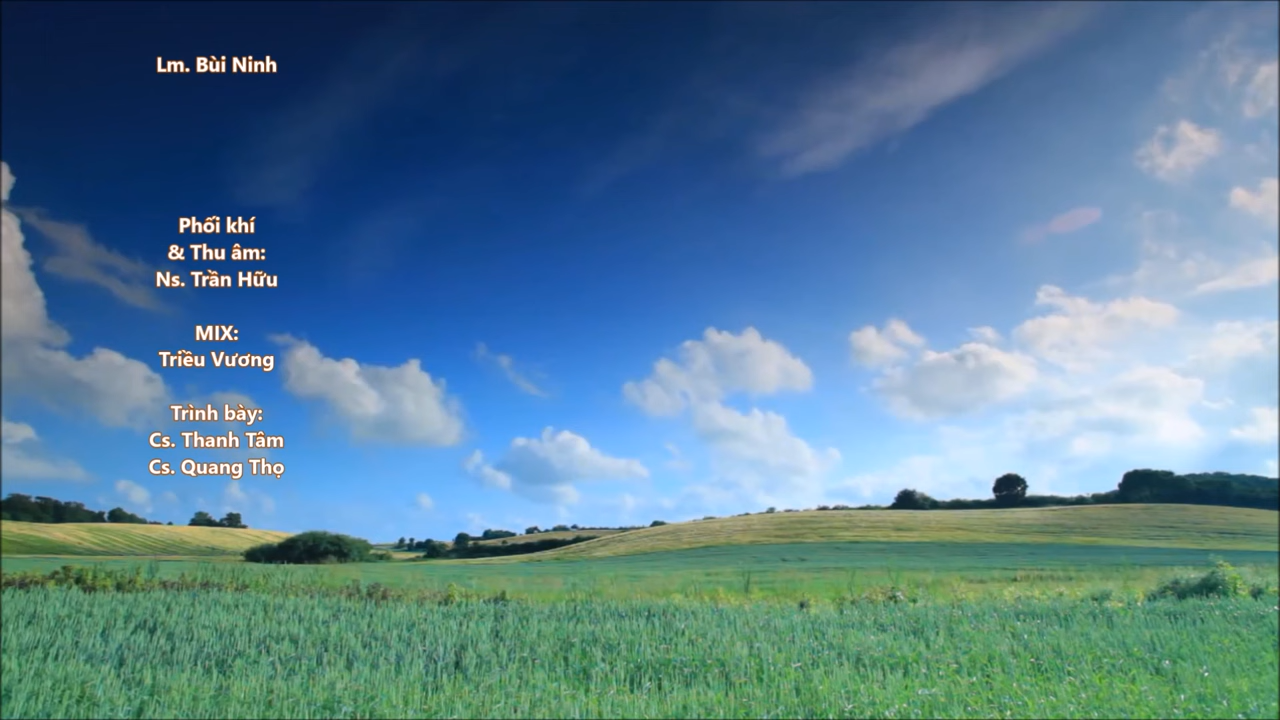 Lm. Bùi Ninh
Phối khí
& Thu âm:
Ns. Trần Hữu
MIX:
Triều Vương
Trình bày:
Cs. Thanh Tâm
Cs. Quang Thọ